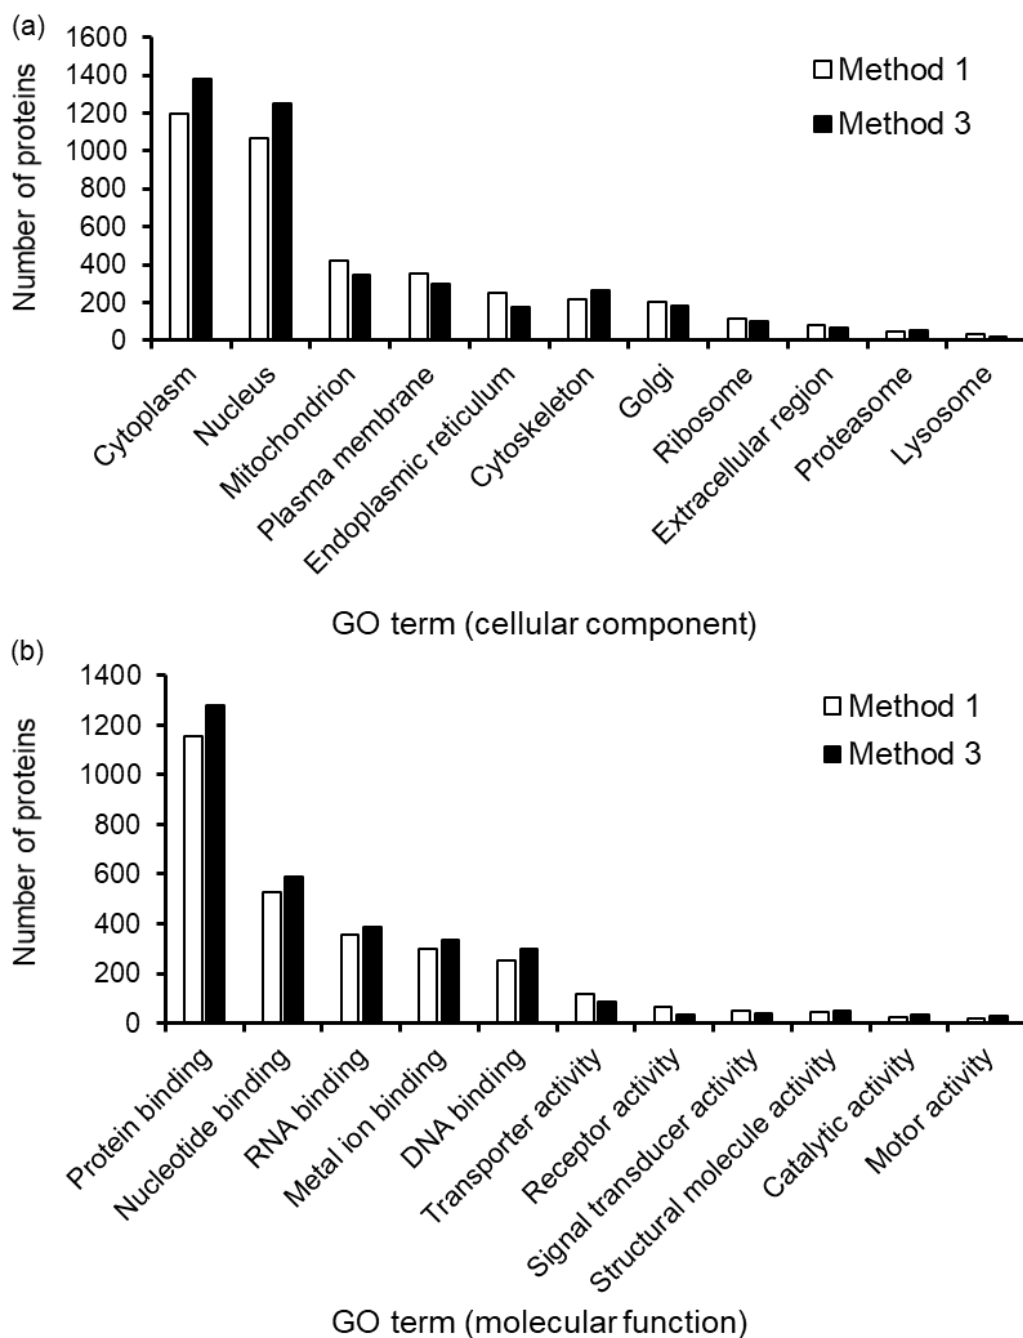 (a)
Number of proteins
1600
1400
1200
1000
800
600
400
200
0
Method 1
Method 3
Cytoplasm
Nucleus
Mitochondrion
Plasma membrane
Endoplasmic reticulum
Cytoskeleton
Golgi
Ribosome
Extracellular region
Proteasome
Lysosome
GO term (cellular component)
(b)
Number of proteins
1400
1200
1000
800
600
400
200
0
Method 1
Method 3
Protein binding
Nucleotide binding
RNA binding
Metal ion binding
DNA binding
Transporter activity
Receptor activity
Signal transducer activity
Structural molecule activity
Catalytic activity
Motor activity
GO term (molecular function)